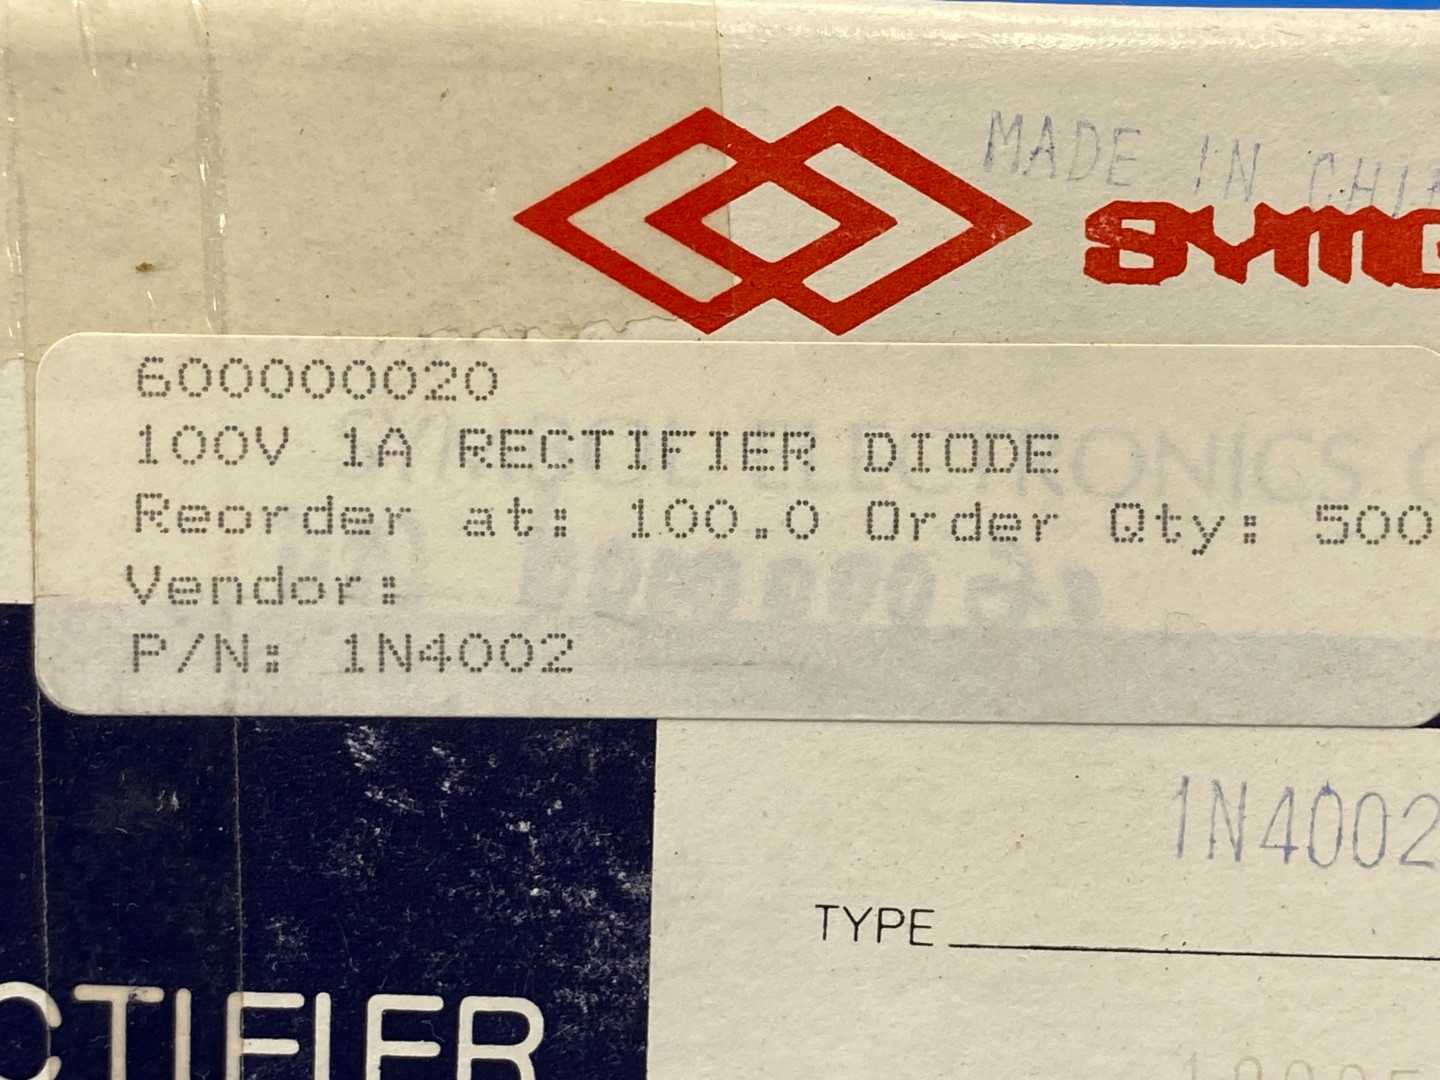 MADE IN CHI
SYM
600000020
100V 1A RECTIFIER DIODE
Reorder at: 100.0 Order Qty: 500
Vendor:
P/N: 1N4002
1N4002
TYPE
CTIFIER